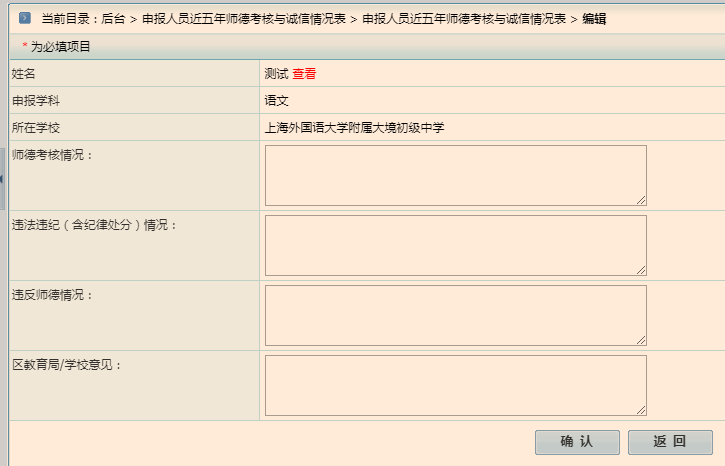 当前目录：后台 > 申报人员近五年师德考核与诚信情况表 > 申报人员近五年师德考核与诚信情况表 > 编辑
* 为必填项目
姓名 测试 查看
申报学科 语文
所在学校 上海外国语大学附属大境初级中学
师德考核情况：
违法违纪（含纪律处分）情况：
违反师德情况：
区教育局/学校意见：
确 认 返 回